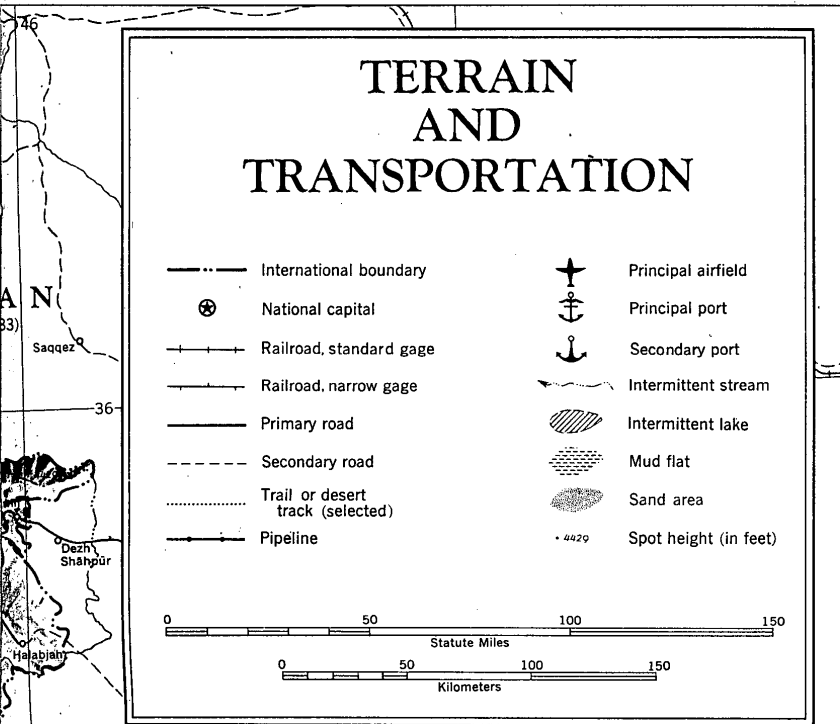 46
TERRAIN
AND
TRANSPORTATION
International boundary
National capital
Railroad, standard gage
Railroad, narrow gage
Primary road
Secondary road
Trail or desert
track (selected)
Pipeline
Principal airfield
Principal port
Secondary port
Intermittent stream
Intermittent lake
Mud flat
Sand area
4429 Spot height (in feet)
0 50 100 150
Statute Miles
0 50 100 150
Kilometers
A N
33)
Saqqez
36
Dezh
Shāhpūr
Halabjah